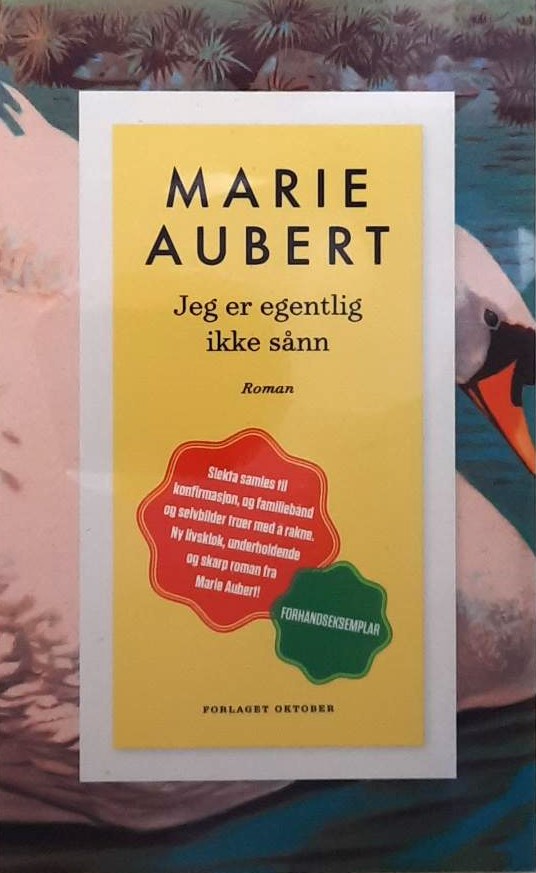 MARIE
AUBERT
Jeg er egentlig
ikke sånn
Roman
Slekta samles til
konfirmasjon, og familiebånd
og selvbilder truer med å rakne.
Ny livsklok, underholdende
og skarp roman fra
Marie Aubert!
FORHÅNDSEKSEMPLAR
FORLAGET OKTOBER